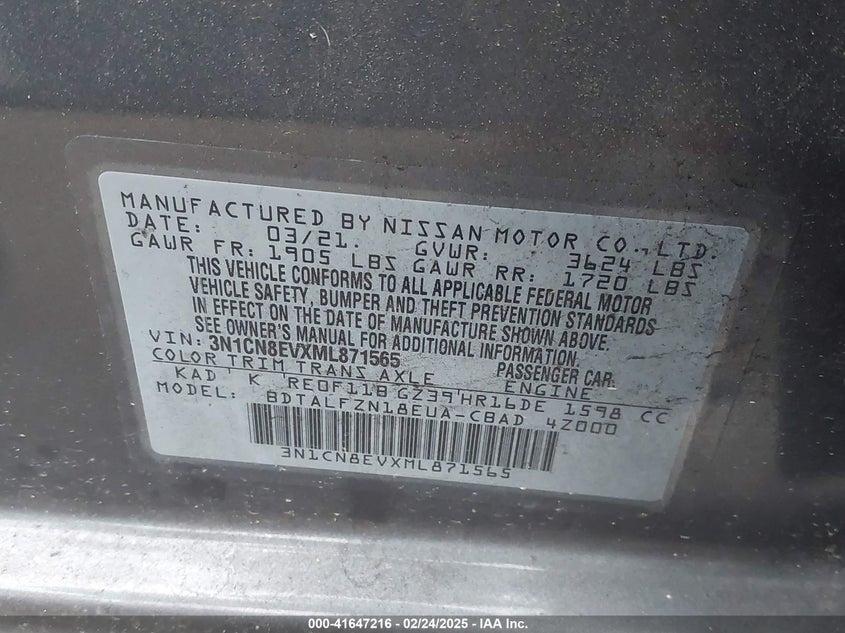 MANUFACTURED BY NISSAN MOTOR CO., LTD.
DATE: 03/21. GVWR: 3624 LBS
GAWR FR: 1905 LBS GAWR RR: 1720 LBS
THIS VEHICLE CONFORMS TO ALL APPLICABLE FEDERAL MOTOR
VEHICLE SAFETY, BUMPER AND THEFT PREVENTION STANDARDS
IN EFFECT ON THE DATE OF MANUFACTURE SHOWN ABOVE.
SEE OWNER'S MANUAL FOR ADDITIONAL INFORMATION.
VIN: 3N1CN8EVXML871565 PASSENGER CAR
COLOR TRIM TRANS AXLE ENGINE
KAD K RE0F11B GZ39 HR16DE 1598 CC
MODEL: BDTALFZN18EUA-CBAD 4Z000
3N1CN8EVXML871565
000-41647216 - 02/24/2025 - IAA Inc.